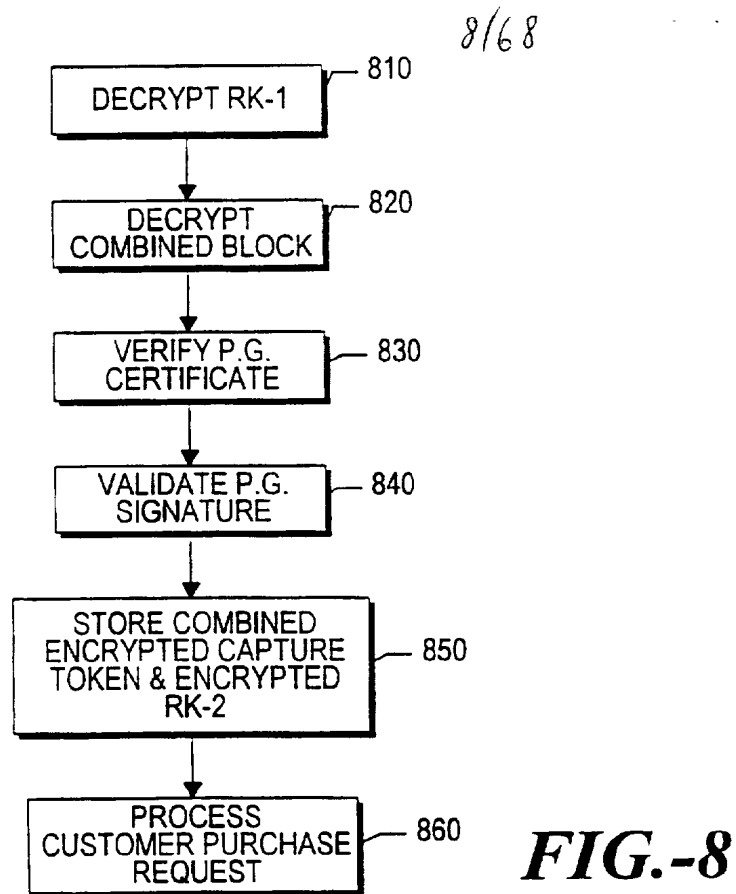 8/68
DECRYPT RK-1
810
DECRYPT
COMBINED BLOCK
820
VERIFY P.G.
CERTIFICATE
830
VALIDATE P.G.
SIGNATURE
840
STORE COMBINED
ENCRYPTED CAPTURE
TOKEN & ENCRYPTED
RK-2
850
PROCESS
CUSTOMER PURCHASE
REQUEST
860
FIG.-8